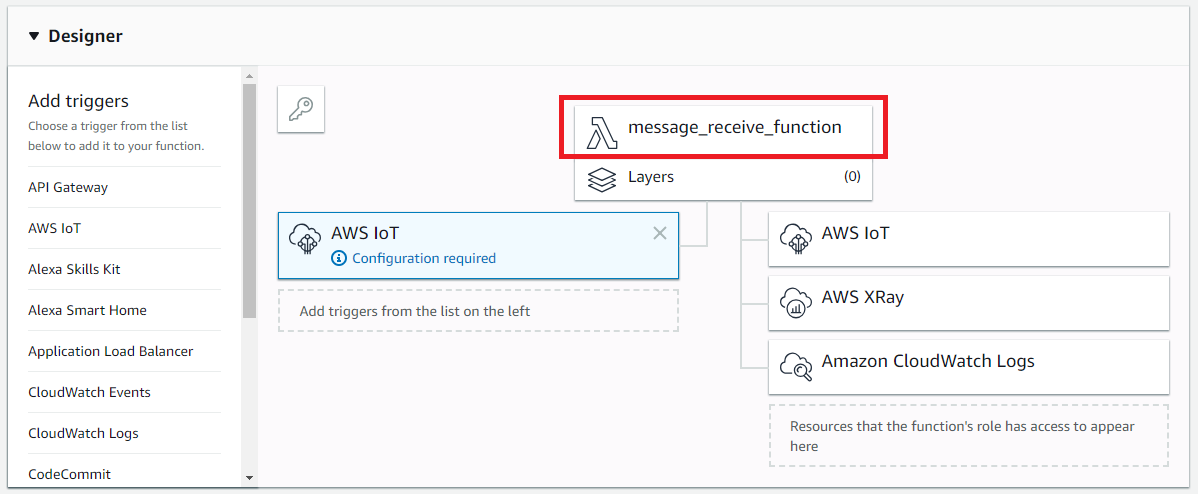 Designer
Add triggers
Choose a trigger from the list
below to add it to your function.
API Gateway
AWS IoT
Alexa Skills Kit
Alexa Smart Home
Application Load Balancer
CloudWatch Events
CloudWatch Logs
CodeCommit
message_receive_function
Layers (0)
AWS IoT
Configuration required
Add triggers from the list on the left
AWS IoT
AWS XRay
Amazon CloudWatch Logs
Resources that the function's role has access to appear
here